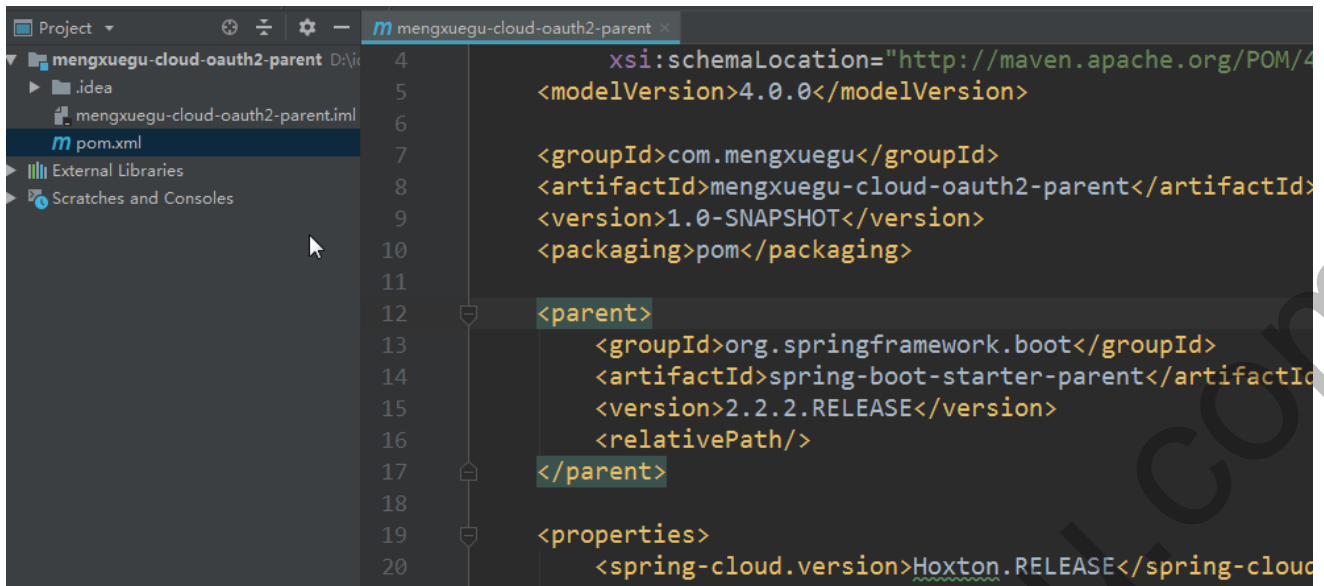 Project
mengxuegu-cloud-oauth2-parent D:\i
.idea
mengxuegu-cloud-oauth2-parent.iml
pom.xml
External Libraries
Scratches and Consoles
mengxuegu-cloud-oauth2-parent
4 xsi:schemaLocation="http://maven.apache.org/POM/4
5 <modelVersion>4.0.0</modelVersion>
6
7 <groupId>com.mengxuegu</groupId>
8 <artifactId>mengxuegu-cloud-oauth2-parent</artifactId>
9 <version>1.0-SNAPSHOT</version>
10 <packaging>pom</packaging>
11
12 <parent>
13 <groupId>org.springframework.boot</groupId>
14 <artifactId>spring-boot-starter-parent</artifactId
15 <version>2.2.2.RELEASE</version>
16 <relativePath/>
17 </parent>
18
19 <properties>
20 <spring-cloud.version>Hoxton.RELEASE</spring-cloud
u.com